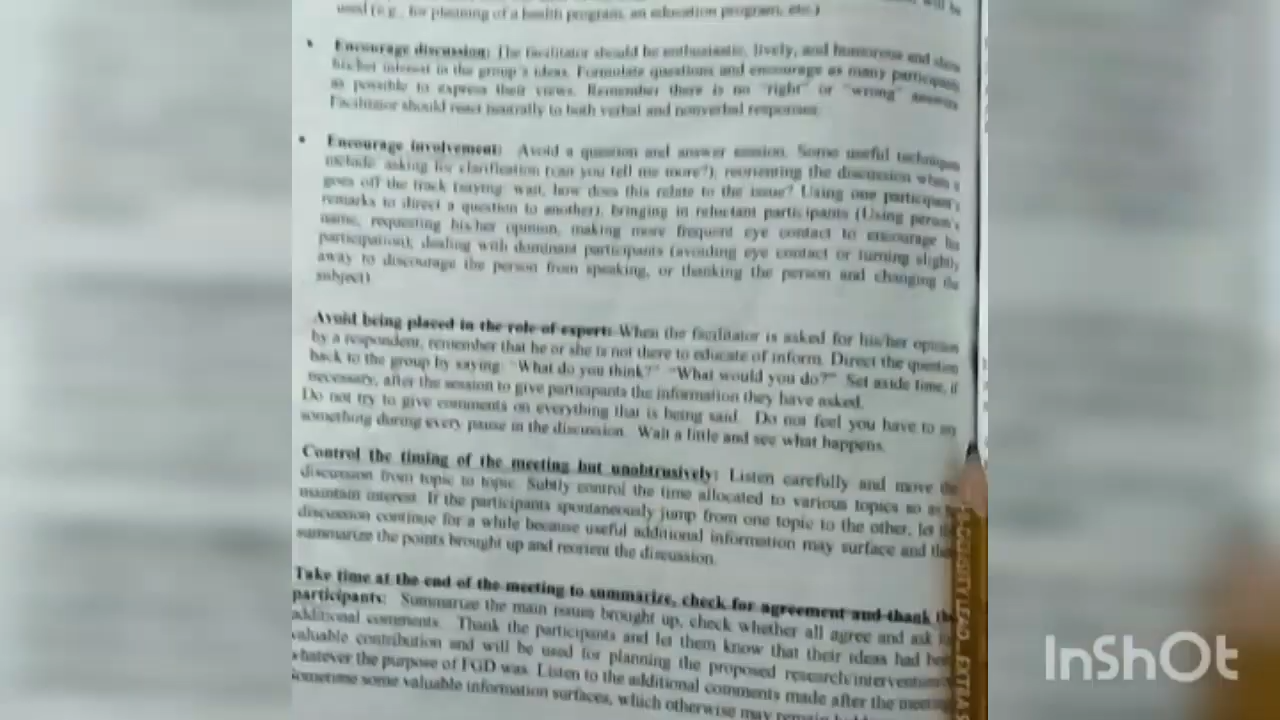 used (e.g., for planning of a health program, an education program, etc.)
• Encourage discussion: The facilitator should be enthusiastic, lively, and humorous and show
his/her interest in the group's ideas. Formulate questions and encourage as many participants
as possible to express their views. Remember there is no "right" or "wrong" answer.
Facilitator should react neutrally to both verbal and nonverbal responses.
• Encourage involvement: Avoid a question and answer session. Some useful techniques
include: asking for clarification (can you tell me more?); reorienting the discussion when
goes off the track (saying: wait, how does this relate to the issue? Using one participant's
remarks to direct a question to another); bringing in reluctant participants (Using person's
name, requesting his/her opinion, making more frequent eye contact to encourage
participation); dealing with dominant participants (avoiding eye contact or turning slightly
away to discourage the person from speaking, or thanking the person and changing the
subject)
Avoid being placed in the role of expert: When the facilitator is asked for his/her opinion
by a respondent, remember that he or she is not there to educate of inform. Direct the question
back to the group by saying: "What do you think?" "What would you do?" Set aside time, if
necessary, after the session to give participants the information they have asked.
Do not try to give comments on everything that is being said. Do not feel you have to say
something during every pause in the discussion. Wait a little and see what happens.
Control the timing of the meeting but unabtrusively: Listen carefully and move the
discussion from topic to topic. Subtly control the time allocated to various topics so as
maintain interest. If the participants spontaneously jump from one topic to the other, let
discussion continue for a while because useful additional information may surface and
summarize the points brought up and reorient the discussion.
Take time at the end of the meeting to summarize, check for agreement and thank the
participants: Summarize the main issues brought up, check whether all agree and ask
additional comments. Thank the participants and let them know that their ideas had
valuable contribution and will be used for planning the proposed research/intervention
whatever the purpose of FGD was. Listen to the additional comments made after the meeting
Sometime some valuable information surfaces, which otherwise may remain
LEAD EXTRA
InShOt